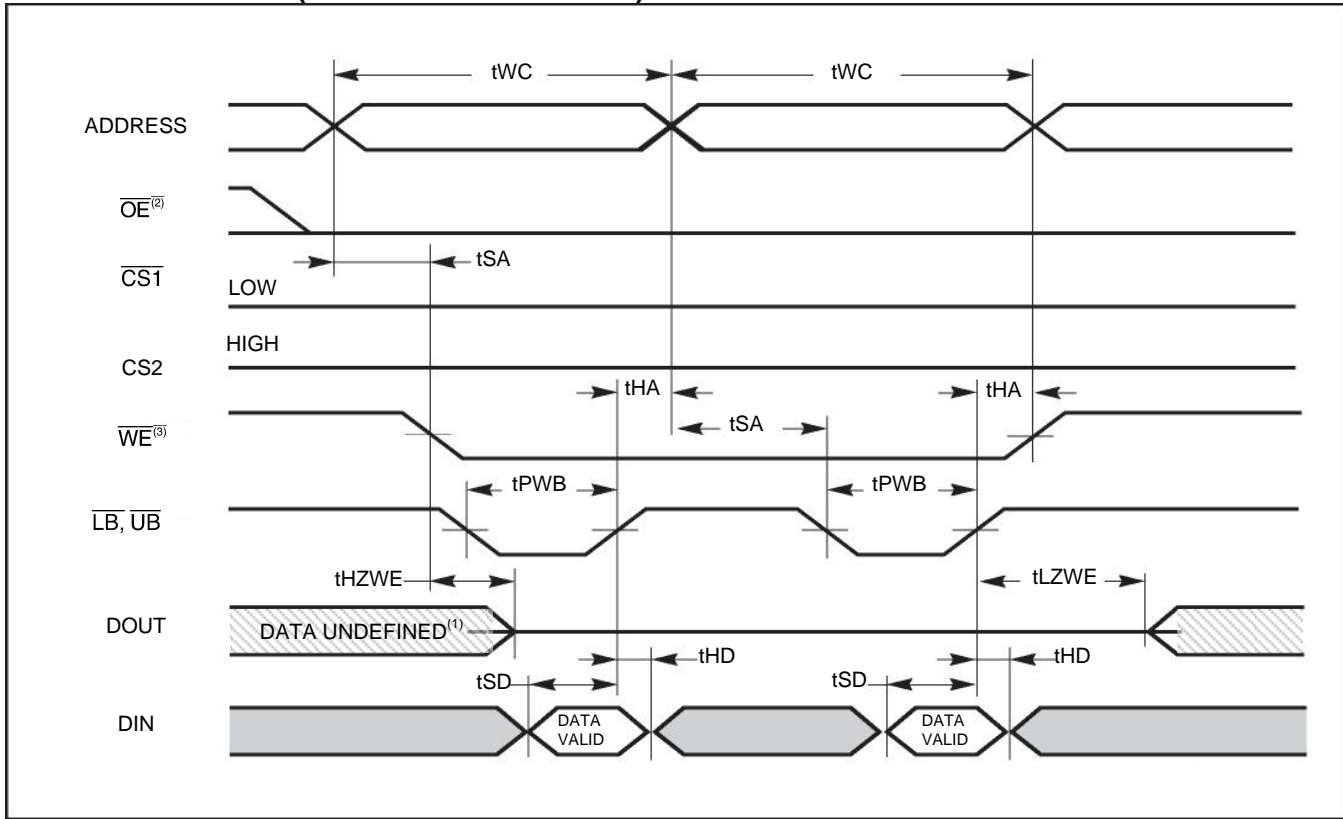 tWC tWC
ADDRESS
OE(2)
tSA
CS1
LOW
HIGH
CS2
tHA tHA
tSA
WE(3)
tPWB tPWB
LB, UB
tHZWE tLZWE
DOUT DATA UNDEFINED(1)
tHD tHD
tSD tSD
DIN DATA VALID DATA VALID